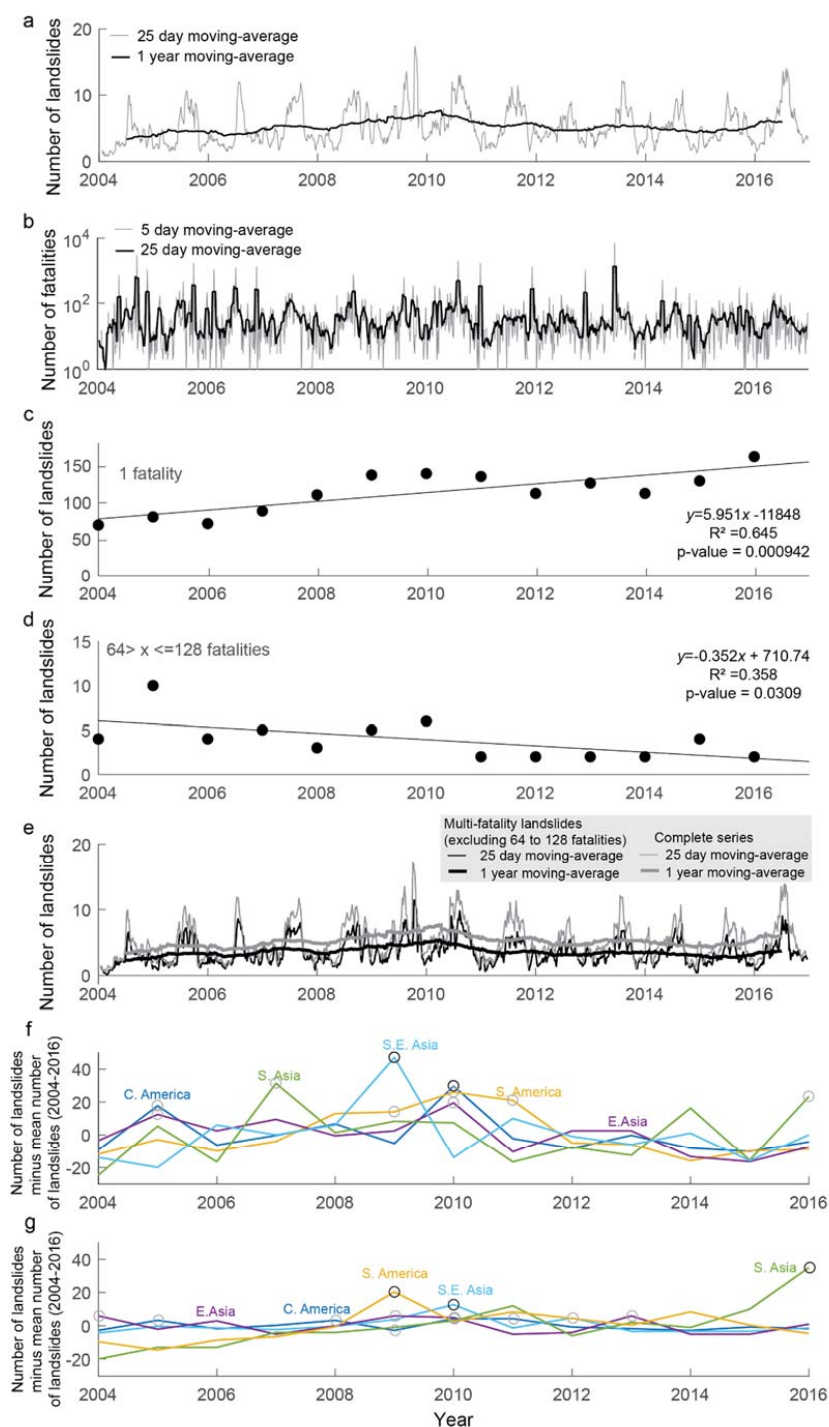 a
25 day moving-average
1 year moving-average
Number of landslides
20
10
0
2004 2006 2008 2010 2012 2014 2016
b
5 day moving-average
25 day moving-average
Number of fatalities
10⁴
10²
10⁰
2004 2006 2008 2010 2012 2014 2016
c
1 fatality
Number of landslides
150
100
50
0
y=5.951x -11848
R² =0.645
p-value = 0.000942
2004 2006 2008 2010 2012 2014 2016
d
64> x <=128 fatalities
Number of landslides
15
10
5
0
y=-0.352x + 710.74
R² =0.358
p-value = 0.0309
2004 2006 2008 2010 2012 2014 2016
e
Multi-fatality landslides
(excluding 64 to 128 fatalities)
25 day moving-average
1 year moving-average
Complete series
25 day moving-average
1 year moving-average
Number of landslides
20
10
0
2004 2006 2008 2010 2012 2014 2016
f
Number of landslides
minus mean number
of landslides (2004-2016)
40
20
0
-20
C. America
S. Asia
S.E. Asia
S. America
E.Asia
2004 2006 2008 2010 2012 2014 2016
g
Number of landslides
minus mean number
of landslides (2004-2016)
40
20
0
-20
E.Asia
C. America
S. America
S.E. Asia
S. Asia
2004 2006 2008 2010 2012 2014 2016
Year